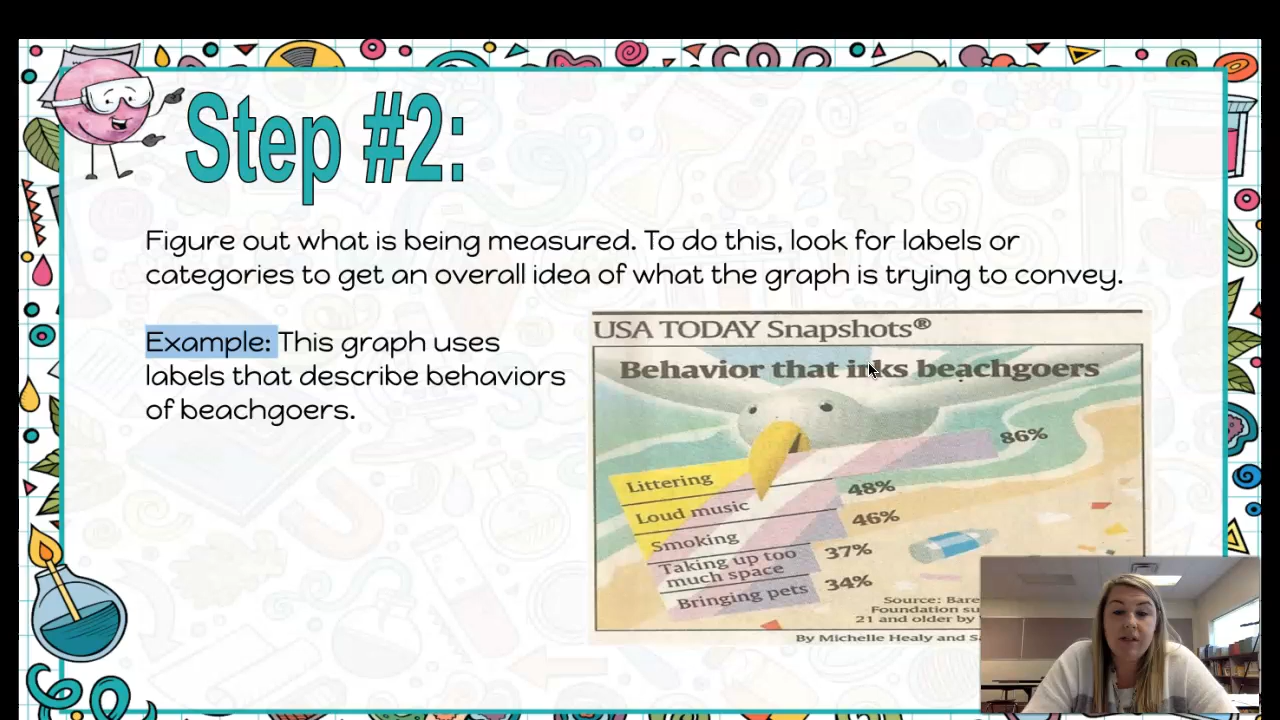 Step #2:
Figure out what is being measured. To do this, look for labels or
categories to get an overall idea of what the graph is trying to convey.
Example: This graph uses
labels that describe behaviors
of beachgoers.
USA TODAY Snapshots®
Behavior that irks beachgoers
Littering 86%
Loud music 48%
Smoking 46%
Taking up too
much space 37%
Bringing pets 34%
Source: Bare
Foundation su
21 and older by
By Michelle Healy and